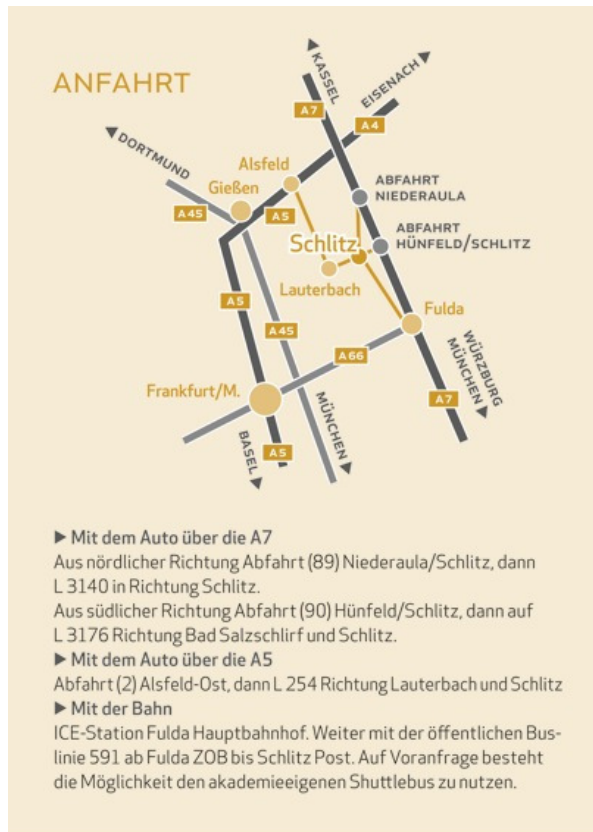 ANFAHRT
KASSEL
EISENACH
A7
A4
DORTMUND
Alsfeld
Gießen
ABFAHRT
NIEDERAULA
A45
A5
ABFAHRT
HÜNFELD/SCHLITZ
Schlitz
Lauterbach
A5
Fulda
A45
A66
WÜRZBURG
MÜNCHEN
Frankfurt/M.
MÜNCHEN
A7
BASEL
A5
▶ Mit dem Auto über die A7
Aus nördlicher Richtung Abfahrt (89) Niederaula/Schlitz, dann
L 3140 in Richtung Schlitz.
Aus südlicher Richtung Abfahrt (90) Hünfeld/Schlitz, dann auf
L 3176 Richtung Bad Salzschlirf und Schlitz.
▶ Mit dem Auto über die A5
Abfahrt (2) Alsfeld-Ost, dann L 254 Richtung Lauterbach und Schlitz
▶ Mit der Bahn
ICE-Station Fulda Hauptbahnhof. Weiter mit der öffentlichen Bus-
linie 591 ab Fulda ZOB bis Schlitz Post. Auf Voranfrage besteht
die Möglichkeit den akademieeigenen Shuttlebus zu nutzen.